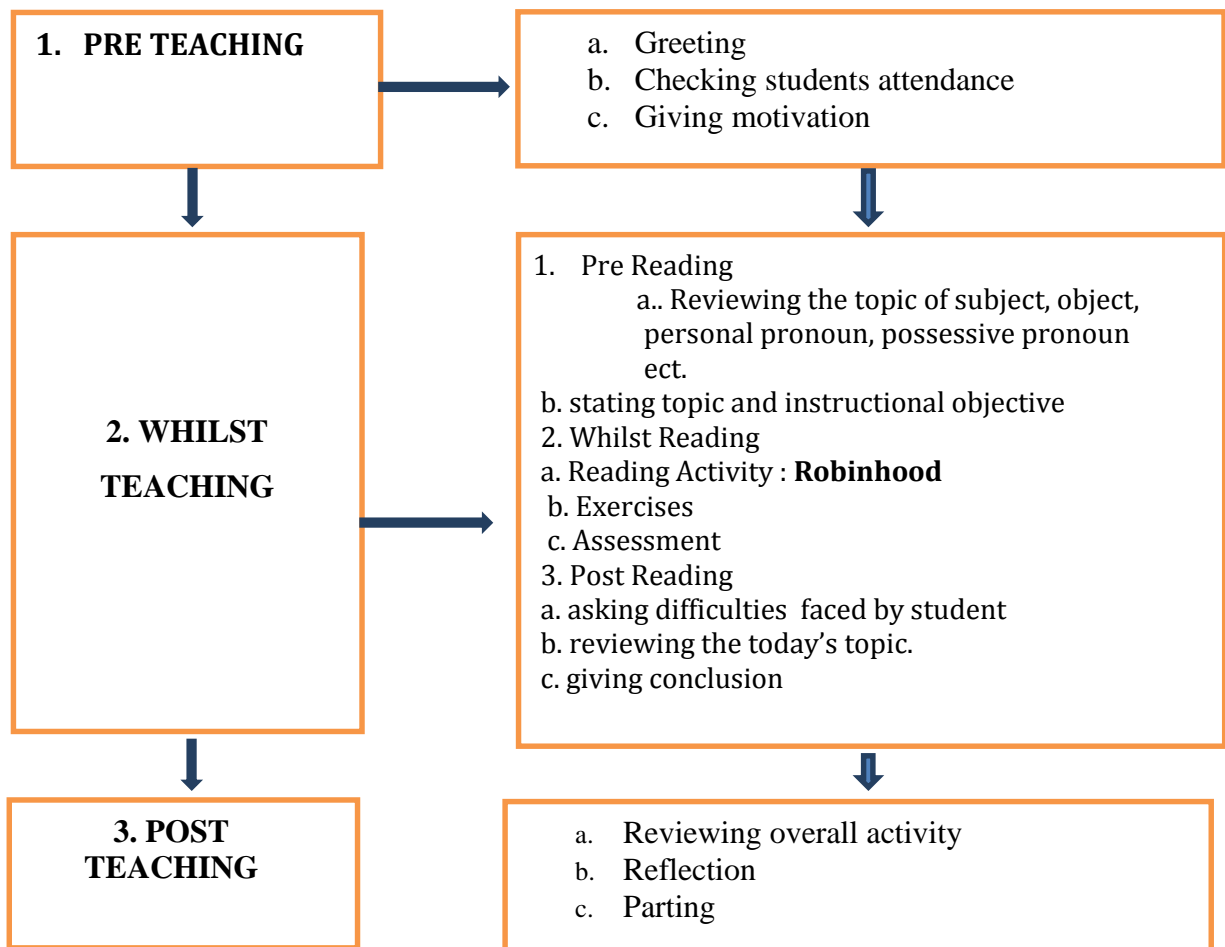 1. PRE TEACHING
a. Greeting
b. Checking students attendance
c. Giving motivation
2. WHILST
TEACHING
1. Pre Reading
a.. Reviewing the topic of subject, object,
personal pronoun, possessive pronoun
ect.
b. stating topic and instructional objective
2. Whilst Reading
a. Reading Activity : Robinhood
b. Exercises
c. Assessment
3. Post Reading
a. asking difficulties faced by student
b. reviewing the today's topic.
c. giving conclusion
3. POST
TEACHING
a. Reviewing overall activity
b. Reflection
c. Parting